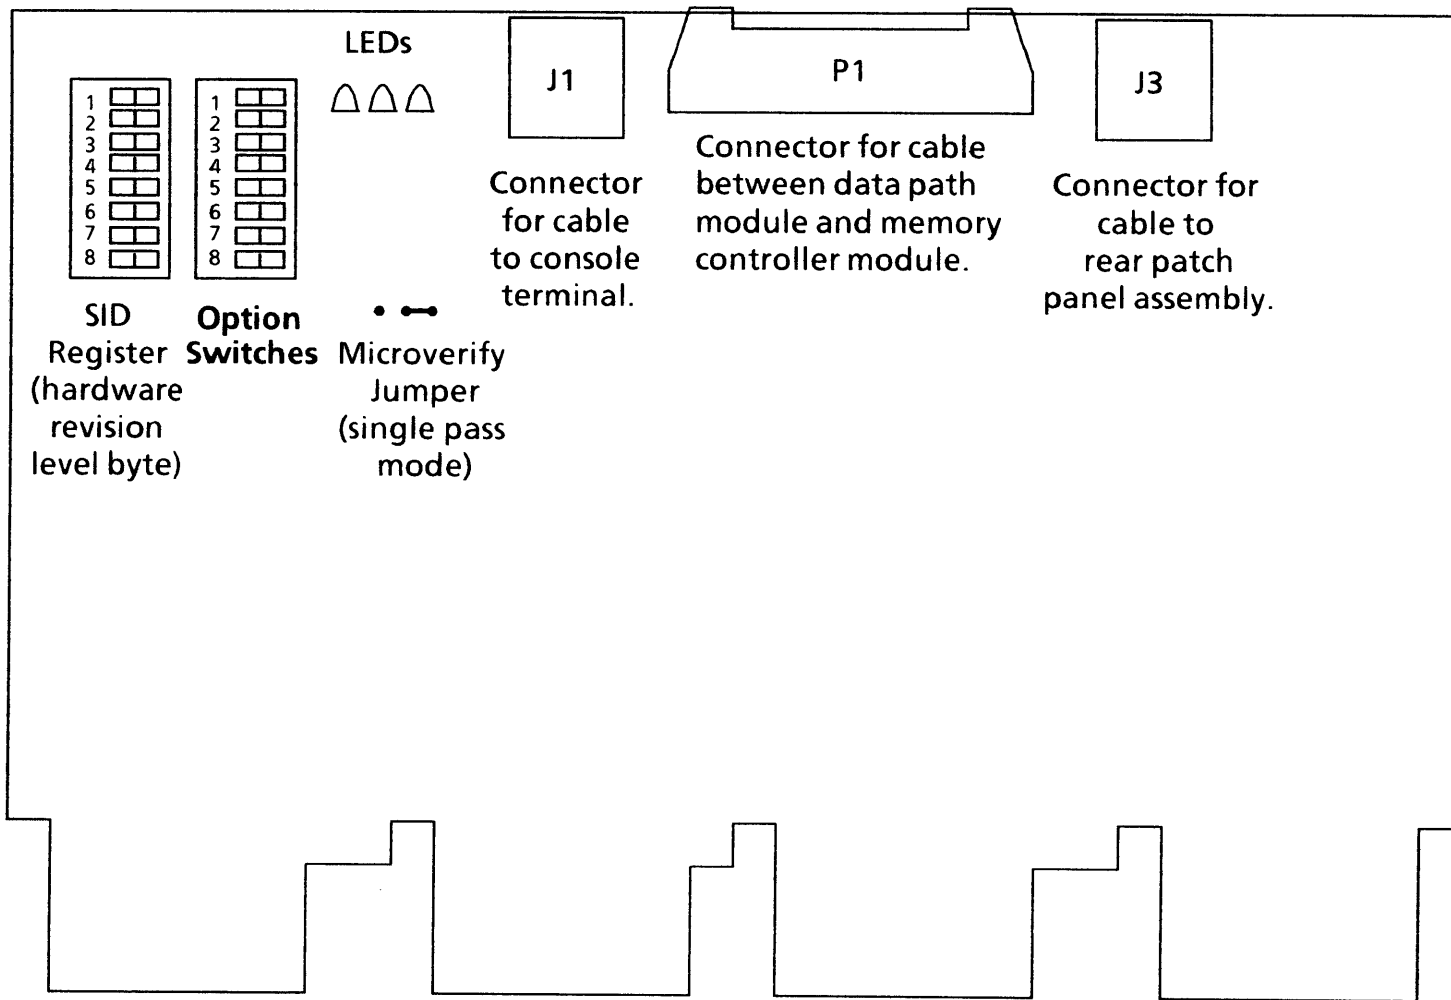 LEDs
J1
P1
J3
1
2
3
4
5
6
7
8
1
2
3
4
5
6
7
8
Connector
for cable
to console
terminal.
Connector for cable
between data path
module and memory
controller module.
Connector for
cable to
rear patch
panel assembly.
SID
Register
(hardware
revision
level byte)
Option
Switches
Microverify
Jumper
(single pass
mode)